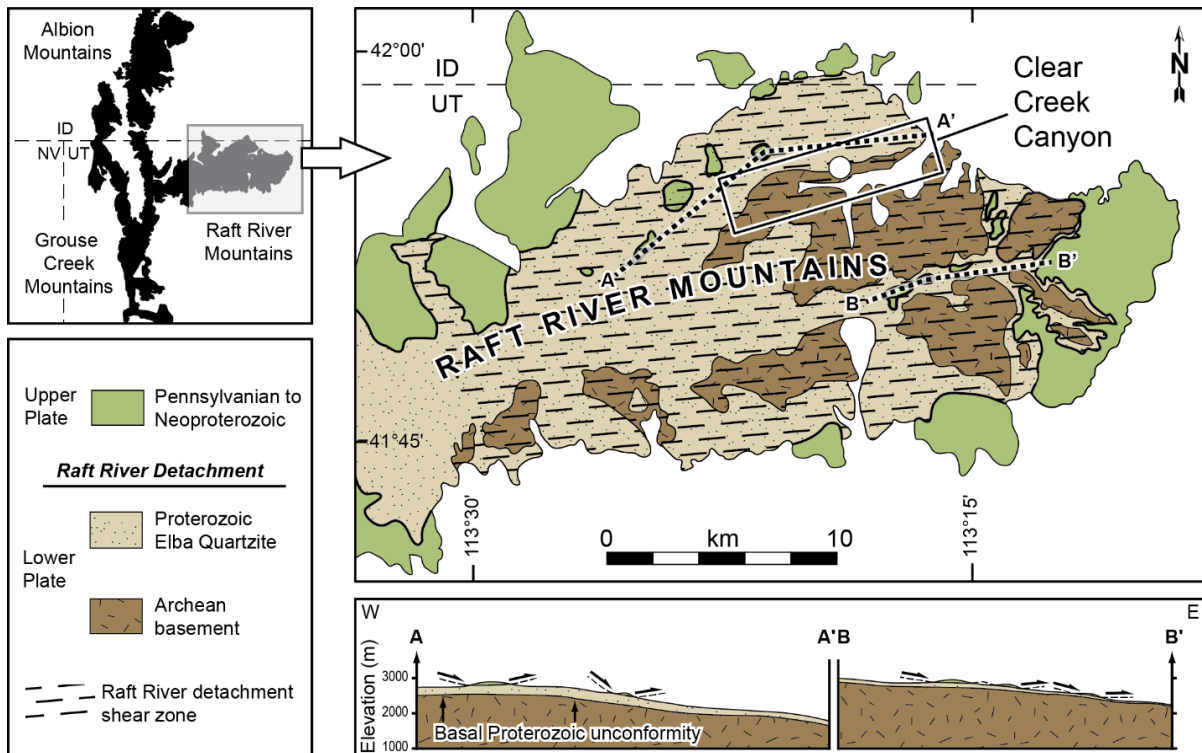 Albion
Mountains
ID
NV
UT
Grouse
Creek
Mountains
Raft River
Mountains
Upper
Plate
Pennsylvanian to
Neoproterozoic
Raft River Detachment
Lower
Plate
Proterozoic
Elba Quartzite
Archean
basement
Raft River detachment
shear zone
42°00'
ID
UT
N
Clear
Creek
Canyon
A'
A
RAFT RIVER MOUNTAINS
B'
B
41°45'
113°30'
113°15'
0 km 10
W E
A A' B B'
Elevation (m)
3000
2000
1000
Basal Proterozoic unconformity